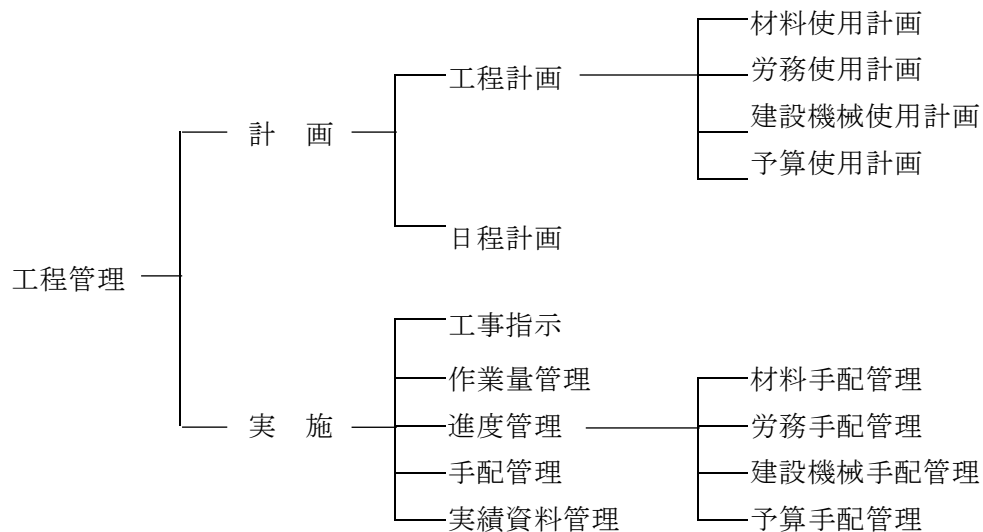 材料使用計画
工程計画
労務使用計画
計　画
建設機械使用計画
予算使用計画
日程計画
工程管理
工事指示
作業量管理
材料手配管理
実　施
進度管理
労務手配管理
手配管理
建設機械手配管理
実績資料管理
予算手配管理